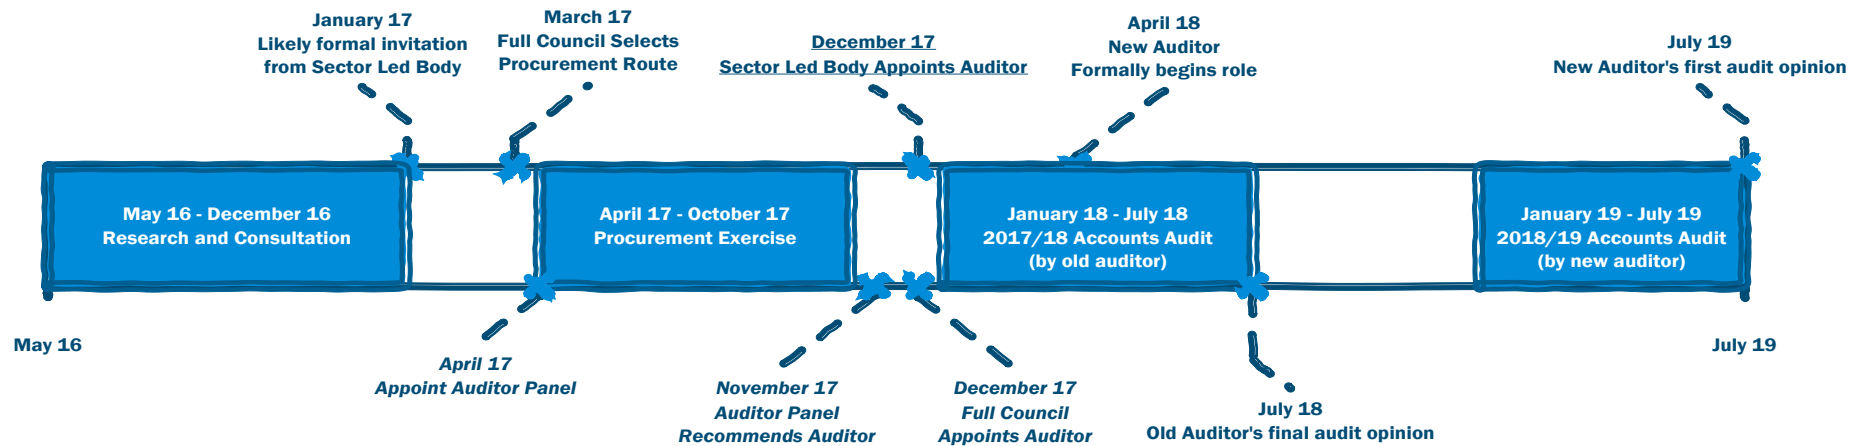 January 17
Likely formal invitation
from Sector Led Body
March 17
Full Council Selects
Procurement Route
December 17
Sector Led Body Appoints Auditor
April 18
New Auditor
Formally begins role
July 19
New Auditor's first audit opinion
May 16 - December 16
Research and Consultation
April 17 - October 17
Procurement Exercise
January 18 - July 18
2017/18 Accounts Audit
(by old auditor)
January 19 - July 19
2018/19 Accounts Audit
(by new auditor)
May 16
April 17
Appoint Auditor Panel
November 17
Auditor Panel
Recommends Auditor
December 17
Full Council
Appoints Auditor
July 18
Old Auditor's final audit opinion
July 19